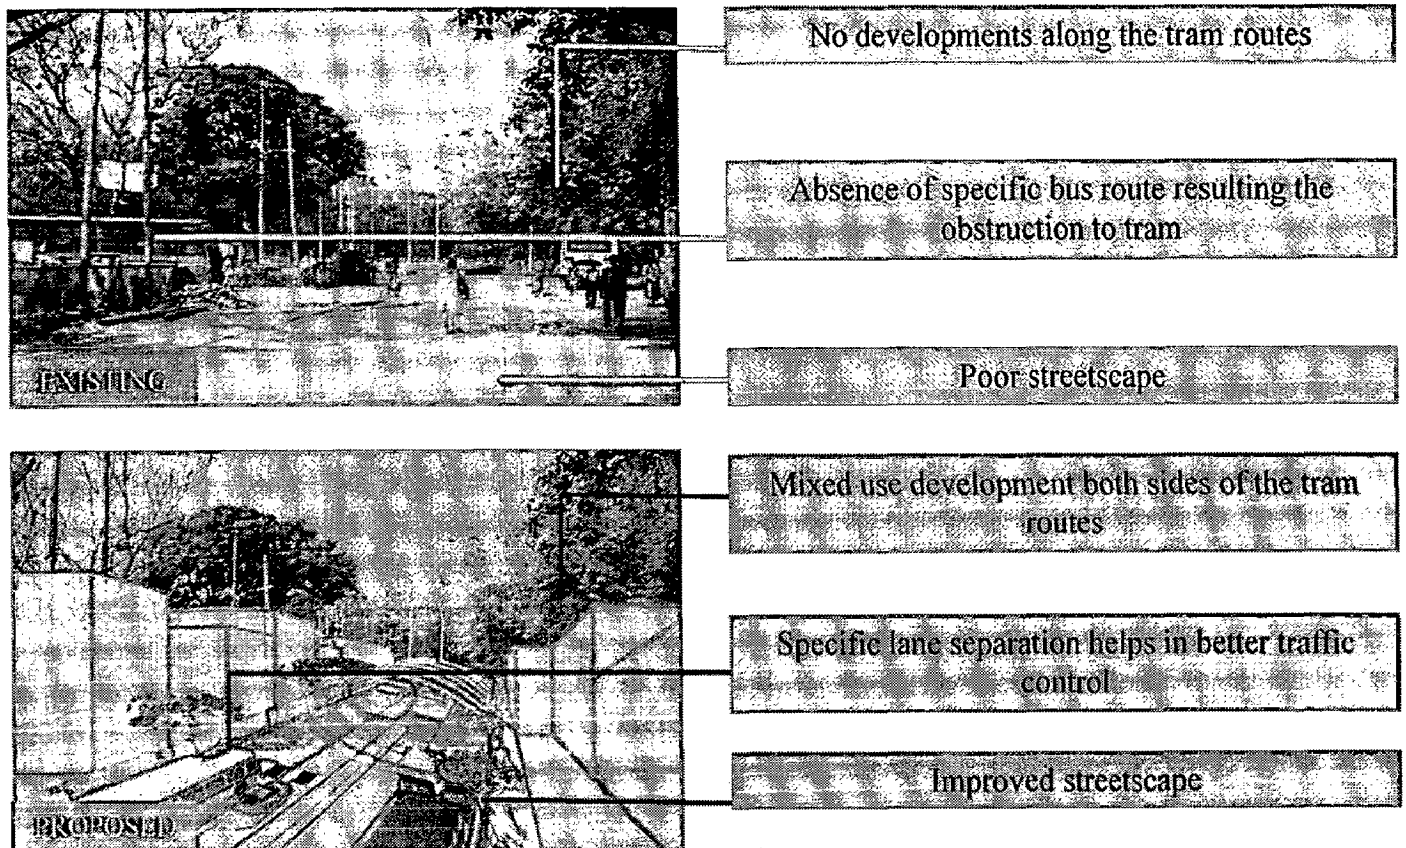 No developments along the tram routes
Absence of specific bus route resulting the
obstruction to tram
EXISTING
Poor streetscape
Mixed use development both sides of the tram
routes
Specific lane separation helps in better traffic
control
Improved streetscape
PROPOSED